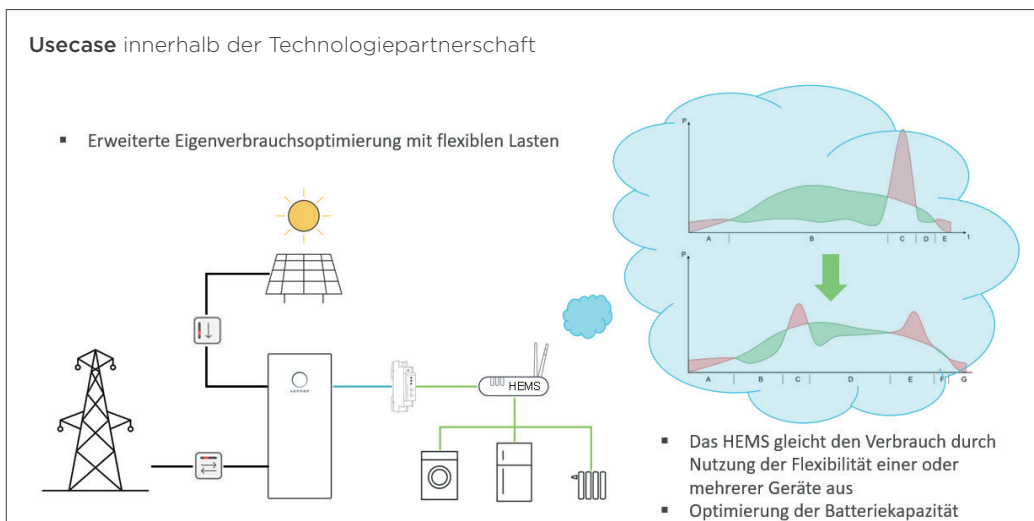 Usecase innerhalb der Technologiepartnerschaft
▪ Erweiterte Eigenverbrauchsoptimierung mit flexiblen Lasten
P
A | B | C | D | E
t
P
A | B | C | D | E | F | G
sonnen
HEMS
▪ Das HEMS gleicht den Verbrauch durch
Nutzung der Flexibilität einer oder
mehrerer Geräte aus
▪ Optimierung der Batteriekapazität